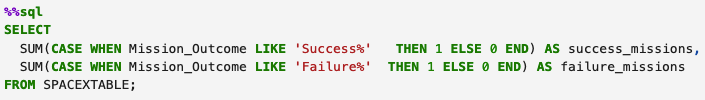 %%sql
SELECT
  SUM(CASE WHEN Mission_Outcome LIKE 'Success%'   THEN 1 ELSE 0 END) AS success_missions,
  SUM(CASE WHEN Mission_Outcome LIKE 'Failure%'  THEN 1 ELSE 0 END) AS failure_missions
FROM SPACEXTABLE;